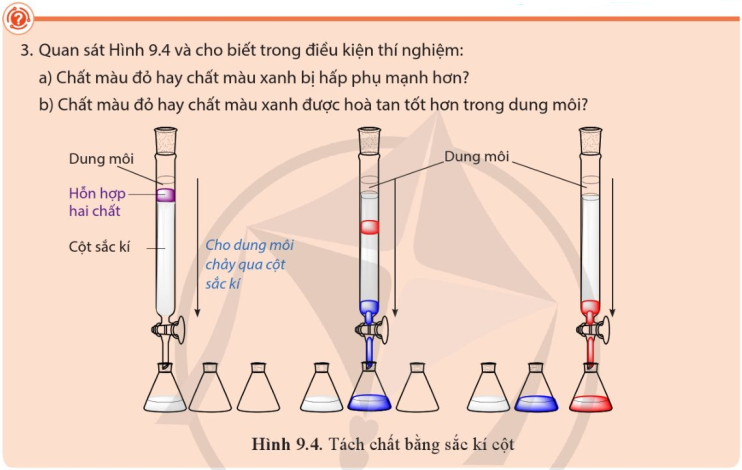 3. Quan sát Hình 9.4 và cho biết trong điều kiện thí nghiệm:
a) Chất màu đỏ hay chất màu xanh bị hấp phụ mạnh hơn?
b) Chất màu đỏ hay chất màu xanh được hoà tan tốt hơn trong dung môi?
Dung môi
Hỗn hợp
hai chất
Cột sắc kí
Cho dung môi
chảy qua cột
sắc kí
Dung môi
Hình 9.4. Tách chất bằng sắc kí cột